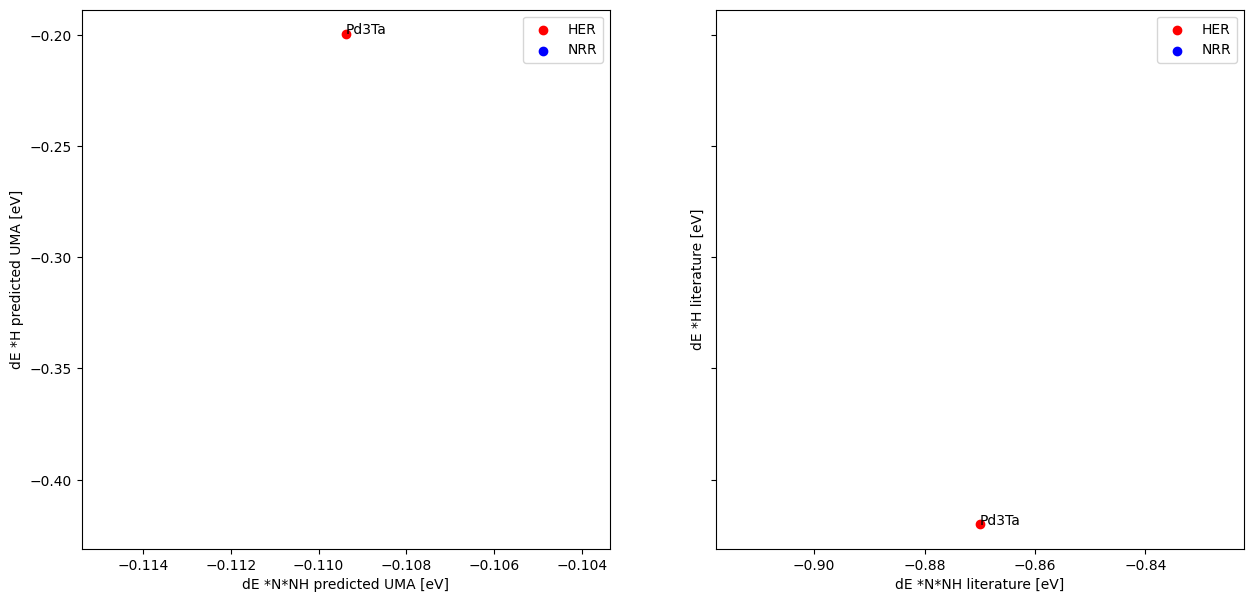 Pd3Ta
HER
NRR
−0.20
−0.25
−0.30
−0.35
−0.40
dE *H predicted UMA [eV]
−0.114
−0.112
−0.110
−0.108
−0.106
−0.104
dE *N*NH predicted UMA [eV]
HER
NRR
dE *H literature [eV]
Pd3Ta
−0.90
−0.88
−0.86
−0.84
dE *N*NH literature [eV]